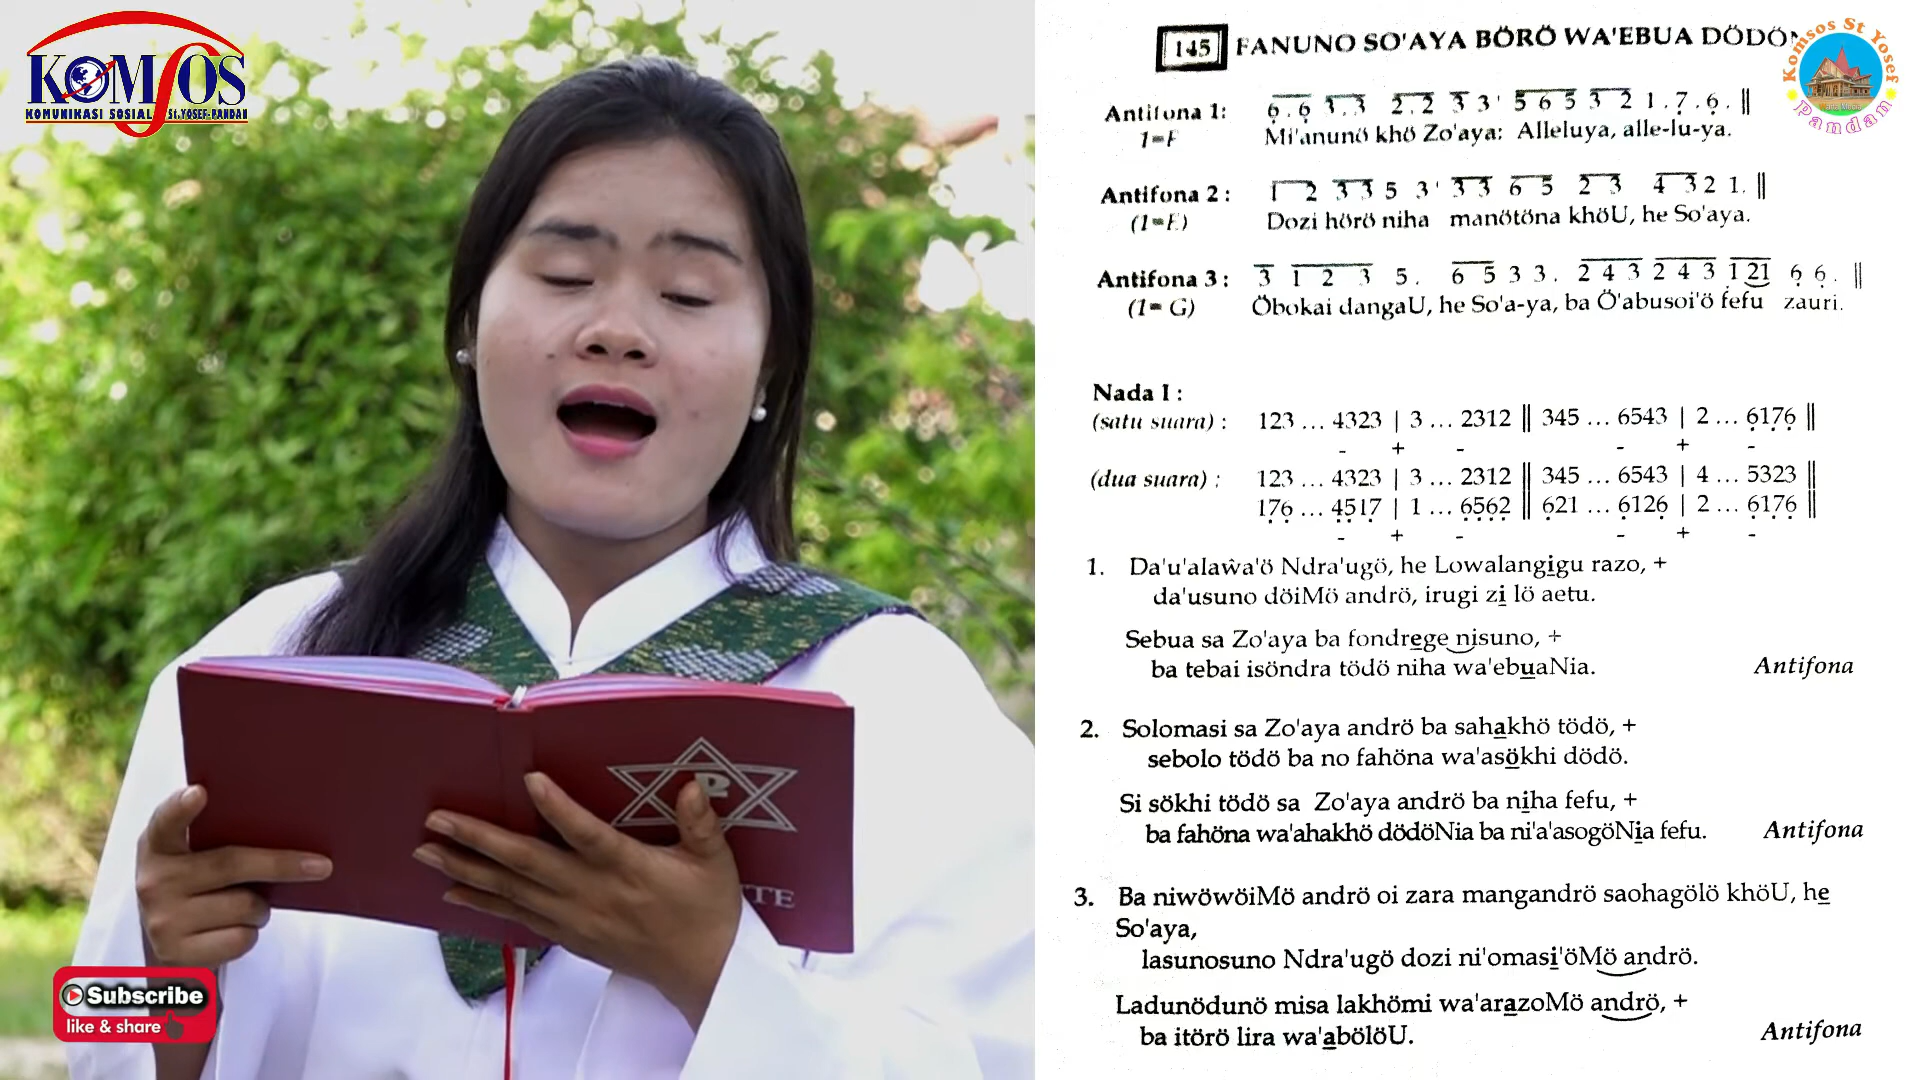 KOMSOS
KOMUNIKASI SOSIAL St.YOSEF-PANDAN
Komsos St Yosef
Pandan
145 FANUNO SO'AYA BÖRÖ WA'EBUA DÖDÖ
Antifona 1: 6 . 6 3 . 3 2 . 2 3 3 ' 5 6 5 3 2 1 . 7 . 6 . ||
1=F Mi'anunö khö Zo'aya: Alleluya, alle-lu-ya.
Antifona 2 : 1 2 3 3 5 3 ' 3 3 6 5 2 3 4 3 2 1. ||
(1=E) Dozi hörö niha manötöna khöU, he So'aya.
Antifona 3 : 3 1 2 3 5 . 6 5 3 3 . 2 4 3 2 4 3 1 21 6 6 . ||
(1= G) Öbokai dangaU, he So'a-ya, ba Ö'abusoi'ö fefu zauri.
Nada I :
(satu suara) : 123 ... 4323 | 3 ... 2312 || 345 ... 6543 | 2 ... 6176 ||
- + - - + -
(dua suara) : 123 ... 4323 | 3 ... 2312 || 345 ... 6543 | 4 ... 5323 ||
176 ... 4517 | 1 ... 6562 || 621 ... 6126 | 2 ... 6176 ||
- + - - + -
1. Da'u'alaŵa'ö Ndra'ugö, he Lowalangigu razo, +
da'usuno döiMö andrö, irugi zi lö aetu.
Sebua sa Zo'aya ba fondrege nisuno, +
ba tebai isöndra tödö niha wa'ebuaNia. Antifona
2. Solomasi sa Zo'aya andrö ba sahakhö tödö, +
sebolo tödö ba no fahöna wa'asökhi dödö.
Si sökhi tödö sa Zo'aya andrö ba niha fefu, +
ba fahöna wa'ahakhö dödöNia ba ni'a'asogöNia fefu. Antifona
3. Ba niwöwöiMö andrö oi zara mangandrö saohagölö khöU, he
So'aya,
lasunosuno Ndra'ugö dozi ni'omasi'öMö andrö.
Ladunödunö misa lakhömi wa'arazoMö andrö, +
ba itörö lira wa'abölöU. Antifona
Subscribe
like & share